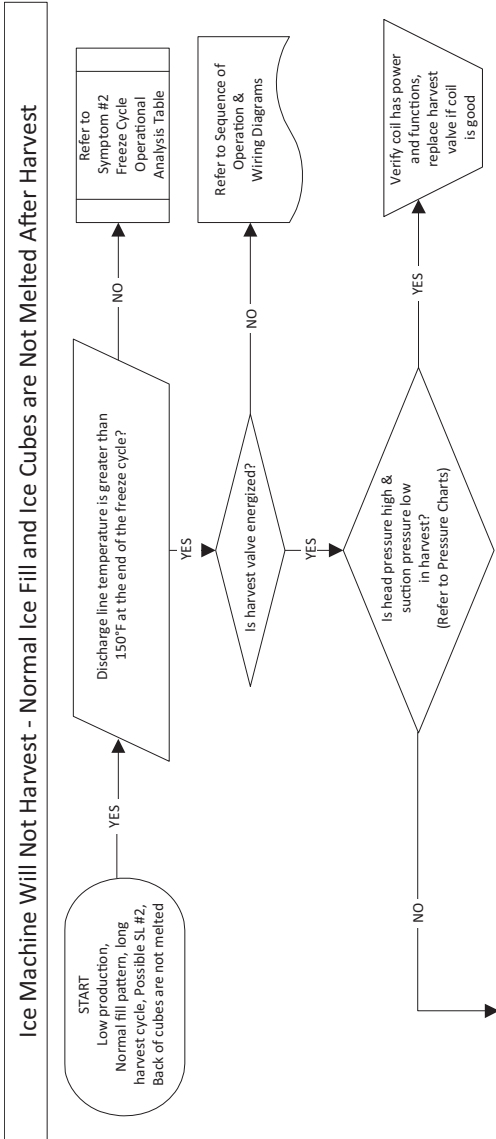 Ice Machine Will Not Harvest - Normal Ice Fill and Ice Cubes are Not Melted After Harvest
START
Low production,
Normal fill pattern, long
harvest cycle, Possible SL #2,
Back of cubes are not melted
YES
Discharge line temperature is greater than
150°F at the end of the freeze cycle?
NO
Refer to
Symptom #2
Freeze Cycle
Operational
Analysis Table
YES
Is harvest valve energized?
NO
Refer to Sequence of
Operation &
Wiring Diagrams
YES
Is head pressure high &
suction pressure low
in harvest?
(Refer to Pressure Charts)
YES
Verify coil has power
and functions,
replace harvest
valve if coil
is good
NO